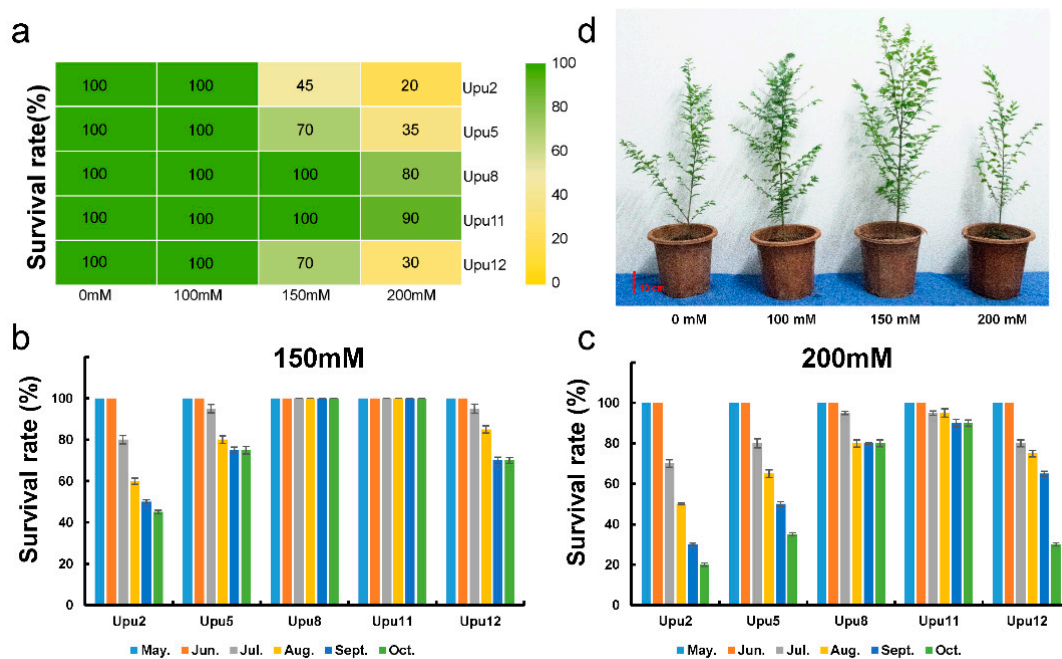 a
Survival rate(%)
100 100 45 20 Upu2
100 100 70 35 Upu5
100 100 100 80 Upu8
100 100 100 90 Upu11
100 100 70 30 Upu12
0mM 100mM 150mM 200mM
100
80
60
40
20
0
d
10 cm
0 mM 100 mM 150 mM 200 mM
b
150mM
Survival rate (%)
100
80
60
40
20
0
Upu2 Upu5 Upu8 Upu11 Upu12
May. Jun. Jul. Aug. Sept. Oct.
c
200mM
Survival rate (%)
100
80
60
40
20
0
Upu2 Upu5 Upu8 Upu11 Upu12
May. Jun. Jul. Aug. Sept. Oct.